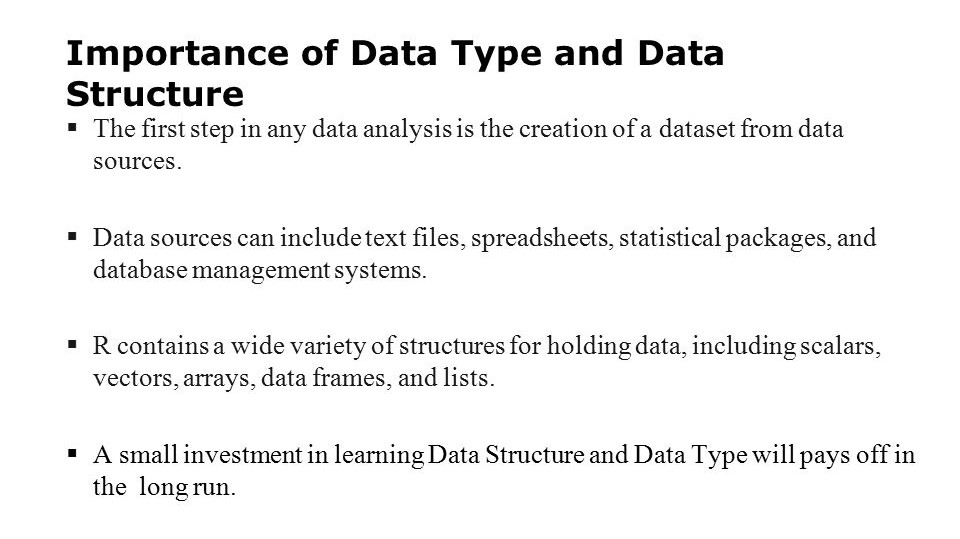 Importance of Data Type and Data
Structure
▪ The first step in any data analysis is the creation of a dataset from data
sources.
▪ Data sources can include text files, spreadsheets, statistical packages, and
database management systems.
▪ R contains a wide variety of structures for holding data, including scalars,
vectors, arrays, data frames, and lists.
▪ A small investment in learning Data Structure and Data Type will pays off in
the  long run.